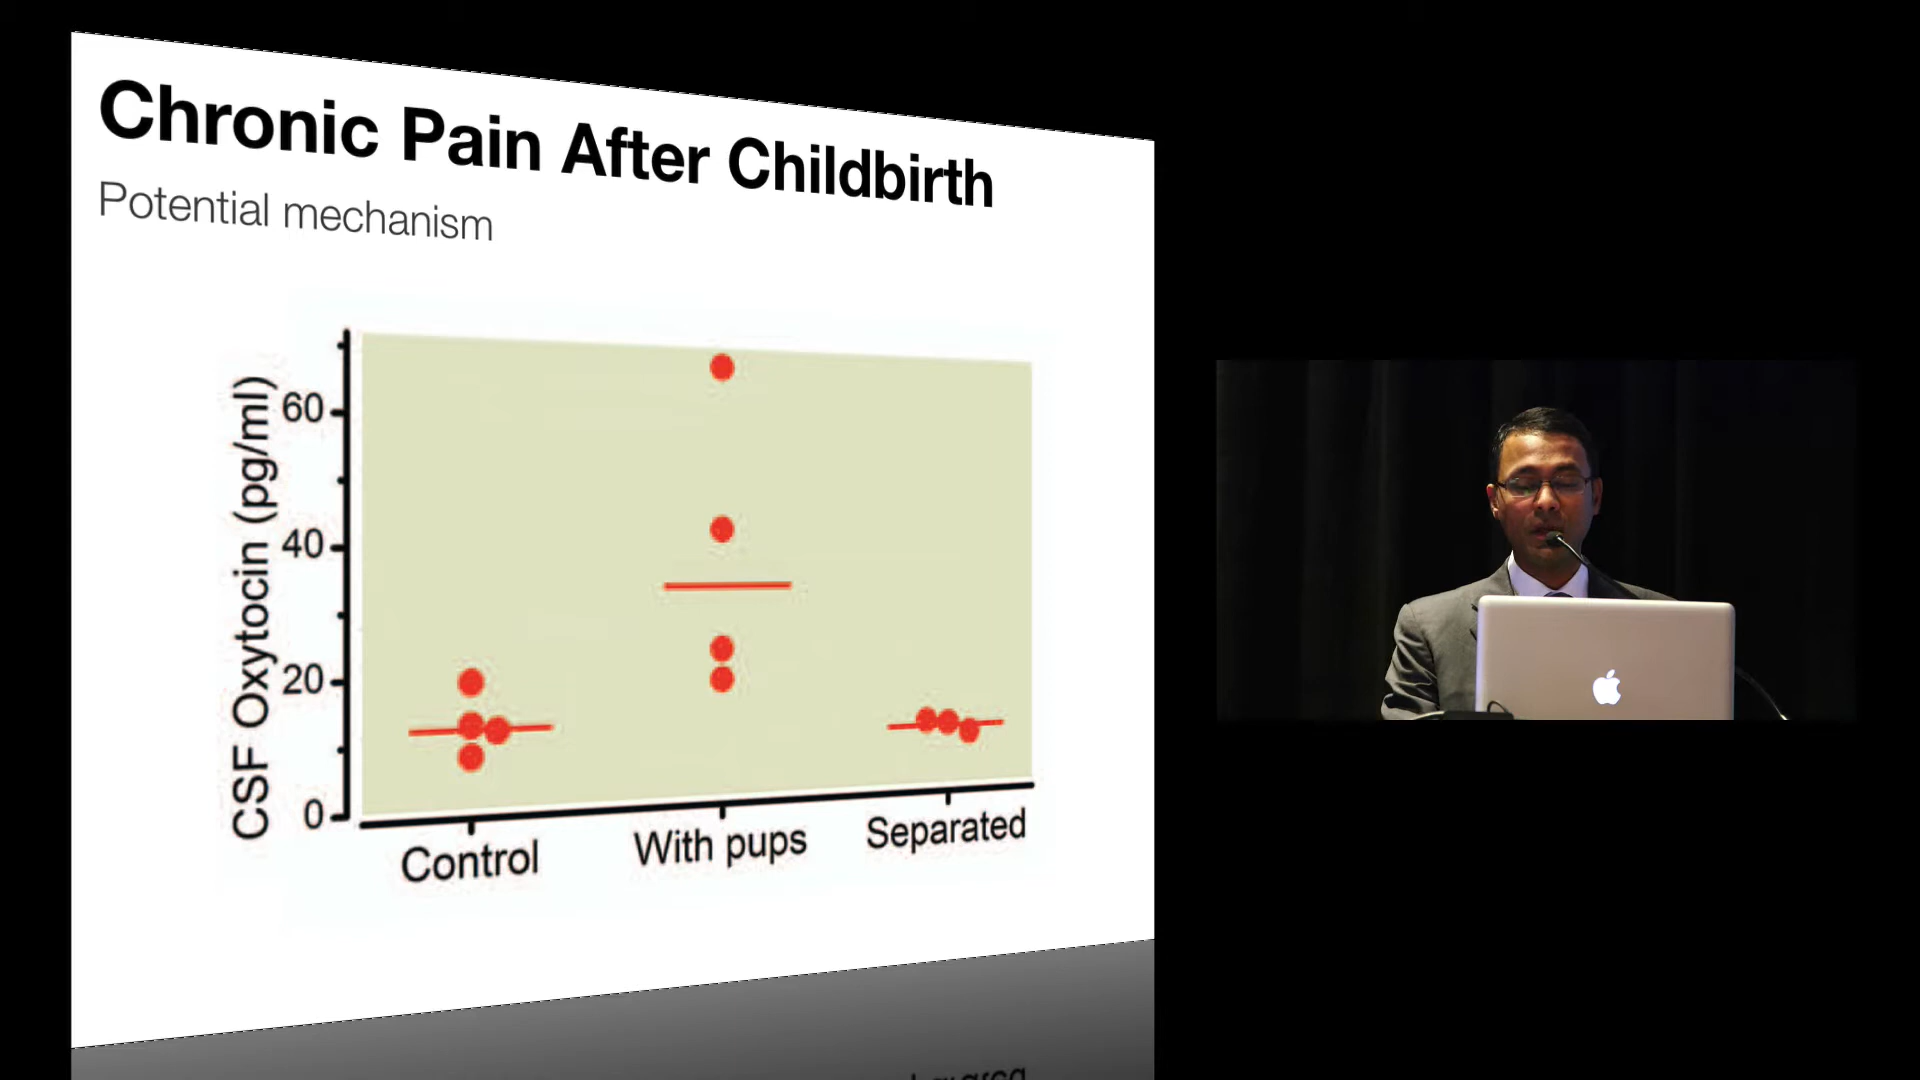 Chronic Pain After Childbirth
Potential mechanism
CSF Oxytocin (pg/ml)
60
40
20
0
Control
With pups
Separated